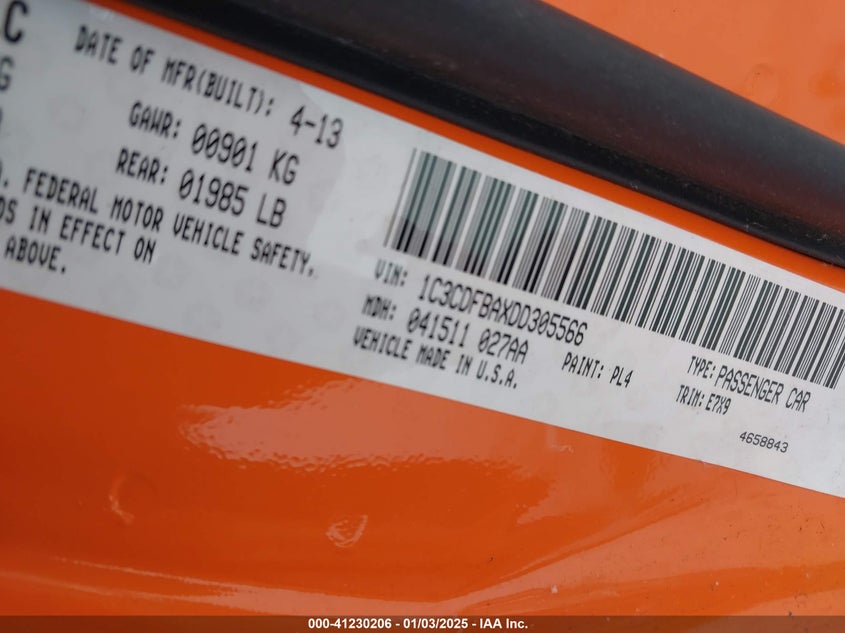 C
G
DATE OF MFR(BUILT): 4-13
GAWR: 00901 KG
REAR: 01985 LB
FEDERAL MOTOR VEHICLE SAFETY,
IN EFFECT ON
ABOVE.
VIN: 1C3CDFBAXDD305566
MDH: 041511 027AA
VEHICLE MADE IN U.S.A.
PAINT: PL4
TYPE: PASSENGER CAR
TRIM: E7X9
4658843
000-41230206 - 01/03/2025 - IAA Inc.